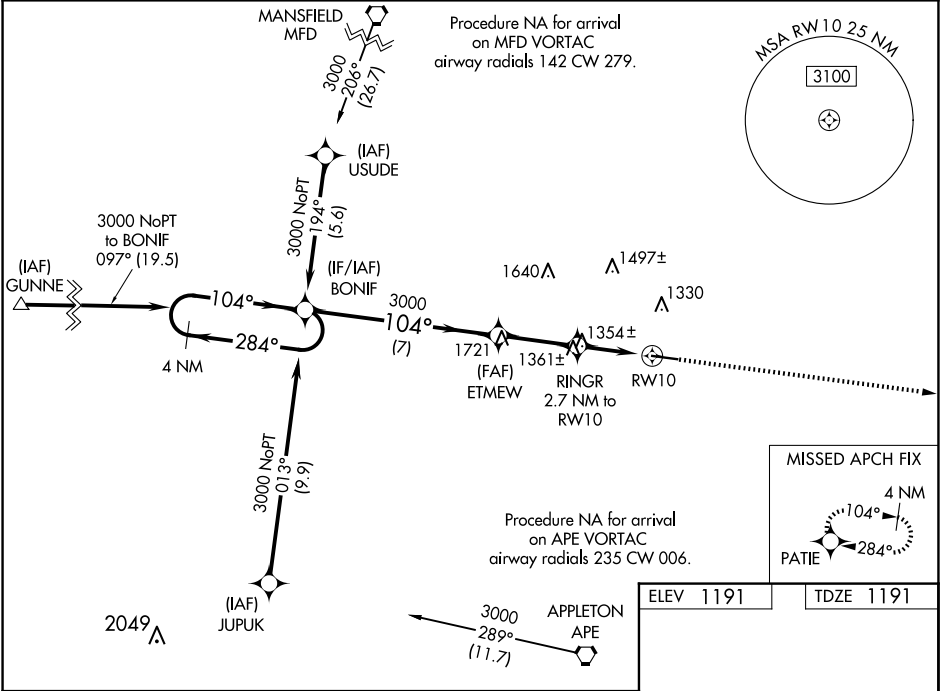 MANSFIELD
MFD
Procedure NA for arrival
on MFD VORTAC
airway radials 142 CW 279.
MSA RW10 25 NM
3100
3000
206°
(26.7)
(IAF)
USUDE
3000 NoPT
194°
(5.6)
3000 NoPT
to BONIF
097° (19.5)
(IAF)
GUNNE
(IF/IAF)
BONIF
104°
284°
4 NM
3000
104°
(7)
1640
1497±
1330
1721
1361±
1354±
(FAF)
ETMEW
RINGR
2.7 NM to
RW10
RW10
3000 NoPT
013°
(9.9)
(IAF)
JUPUK
2049
Procedure NA for arrival
on APE VORTAC
airway radials 235 CW 006.
3000
289°
(11.7)
APPLETON
APE
MISSED APCH FIX
4 NM
104°
284°
PATIE
ELEV 1191
TDZE 1191